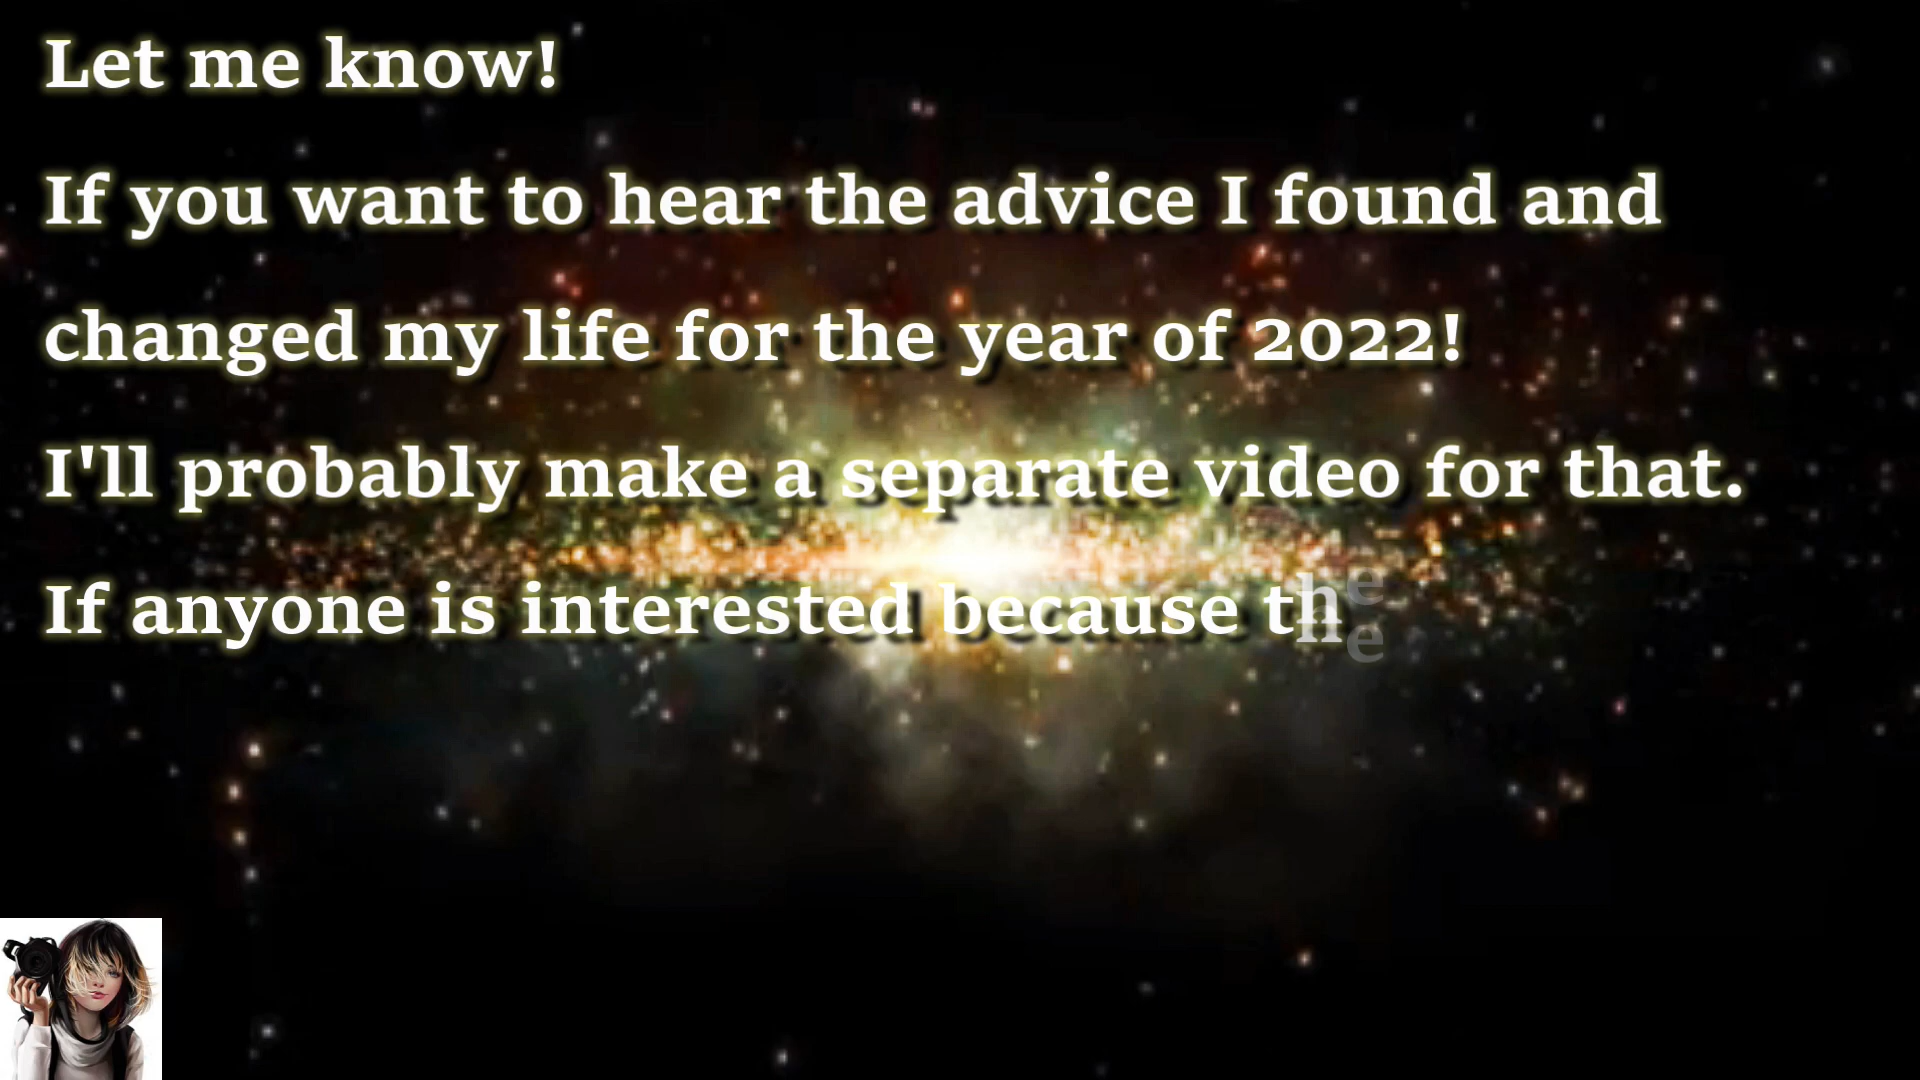 Let me know!
If you want to hear the advice I found and
changed my life for the year of 2022!
I'll probably make a separate video for that.
If anyone is interested because the